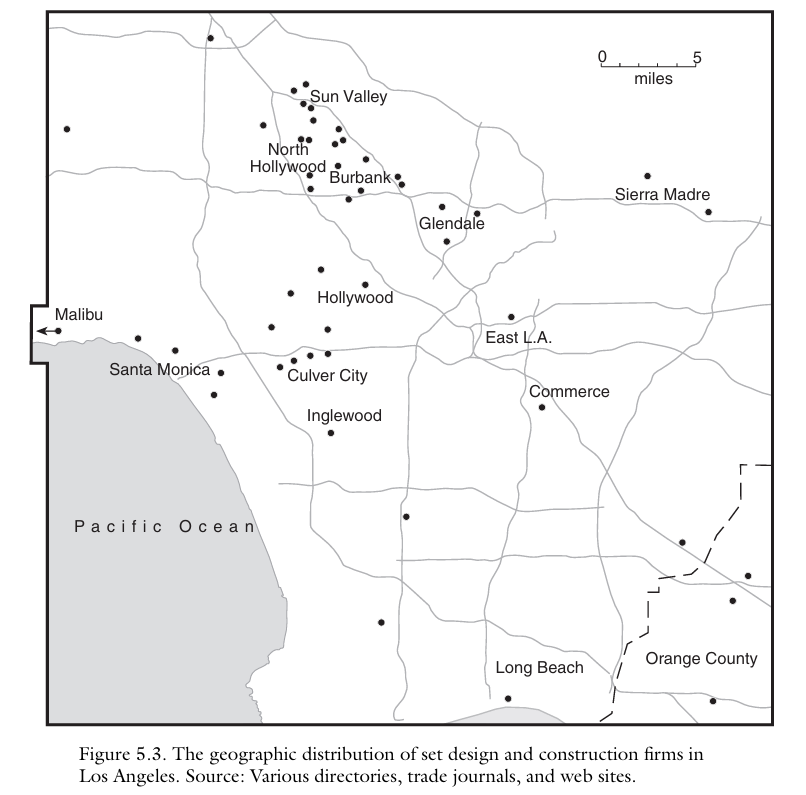 0 5
miles
Sun Valley
North
Hollywood
Burbank
Sierra Madre
Glendale
Hollywood
Malibu
East L.A.
Santa Monica
Culver City
Commerce
Inglewood
Pacific Ocean
Long Beach
Orange County
Figure 5.3. The geographic distribution of set design and construction firms in
Los Angeles. Source: Various directories, trade journals, and web sites.